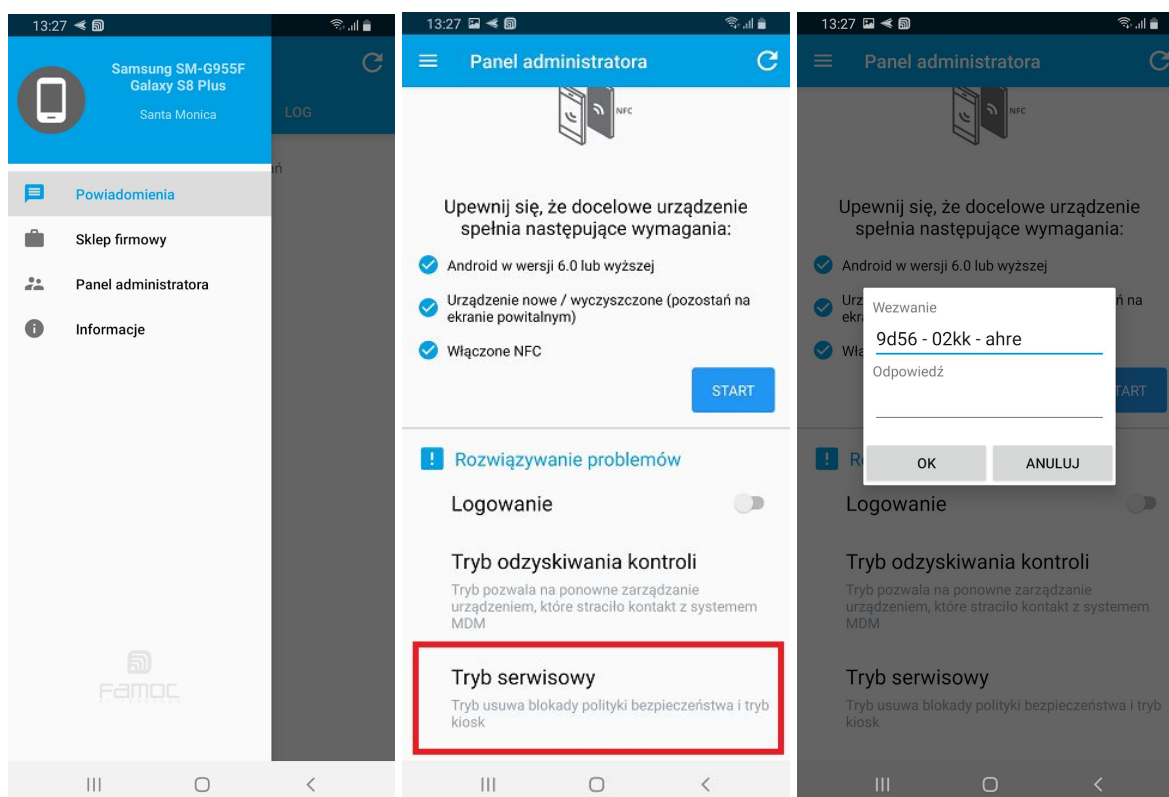 13:27
Samsung SM-G955F
Galaxy S8 Plus
Santa Monica
LOG
ań
Powiadomienia
Sklep firmowy
Panel administratora
Informacje
Famoc
13:27
Panel administratora
NFC
Upewnij się, że docelowe urządzenie
spełnia następujące wymagania:
Android w wersji 6.0 lub wyższej
Urządzenie nowe / wyczyszczone (pozostań na
ekranie powitalnym)
Włączone NFC
START
Rozwiązywanie problemów
Logowanie
Tryb odzyskiwania kontroli
Tryb pozwala na ponowne zarządzanie
urządzeniem, które straciło kontakt z systemem
MDM
Tryb serwisowy
Tryb usuwa blokady polityki bezpieczeństwa i tryb
kiosk
13:27
Panel administratora
NFC
Upewnij się, że docelowe urządzenie
spełnia następujące wymagania:
Android w wersji 6.0 lub wyższej
Urz
ń na
ekr
Wezwanie
9d56 - 02kk - ahre
Wł
Odpowiedź
TART
OK
ANULUJ
R
Logowanie
Tryb odzyskiwania kontroli
Tryb pozwala na ponowne zarządzanie
urządzeniem, które straciło kontakt z systemem
MDM
Tryb serwisowy
Tryb usuwa blokady polityki bezpieczeństwa i tryb
kiosk